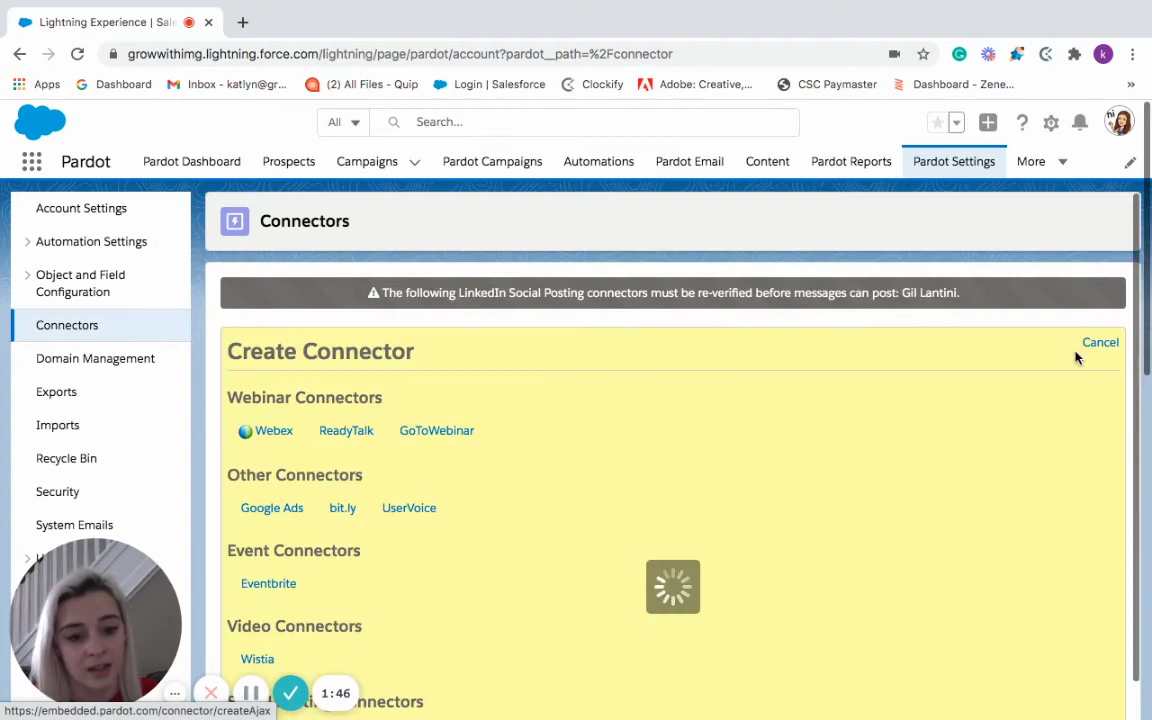 Lightning Experience | Sale
growwithimg.lightning.force.com/lightning/page/pardot/account?pardot__path=%2Fconnector
k
Apps Dashboard Inbox - katlyn@gr... (2) All Files - Quip Login | Salesforce Clockify Adobe: Creative,... CSC Paymaster Dashboard - Zene... »
All Search...
hi
Pardot Pardot Dashboard Prospects Campaigns Pardot Campaigns Automations Pardot Email Content Pardot Reports Pardot Settings More
Account Settings
Automation Settings
Object and Field
Configuration
Connectors
Domain Management
Exports
Imports
Recycle Bin
Security
System Emails
Connectors
The following LinkedIn Social Posting connectors must be re-verified before messages can post: Gil Lantini.
Create Connector
Cancel
Webinar Connectors
Webex ReadyTalk GoToWebinar
Other Connectors
Google Ads bit.ly UserVoice
Event Connectors
Eventbrite
Video Connectors
Wistia
1:46
https://embedded.pardot.com/connector/createAjax